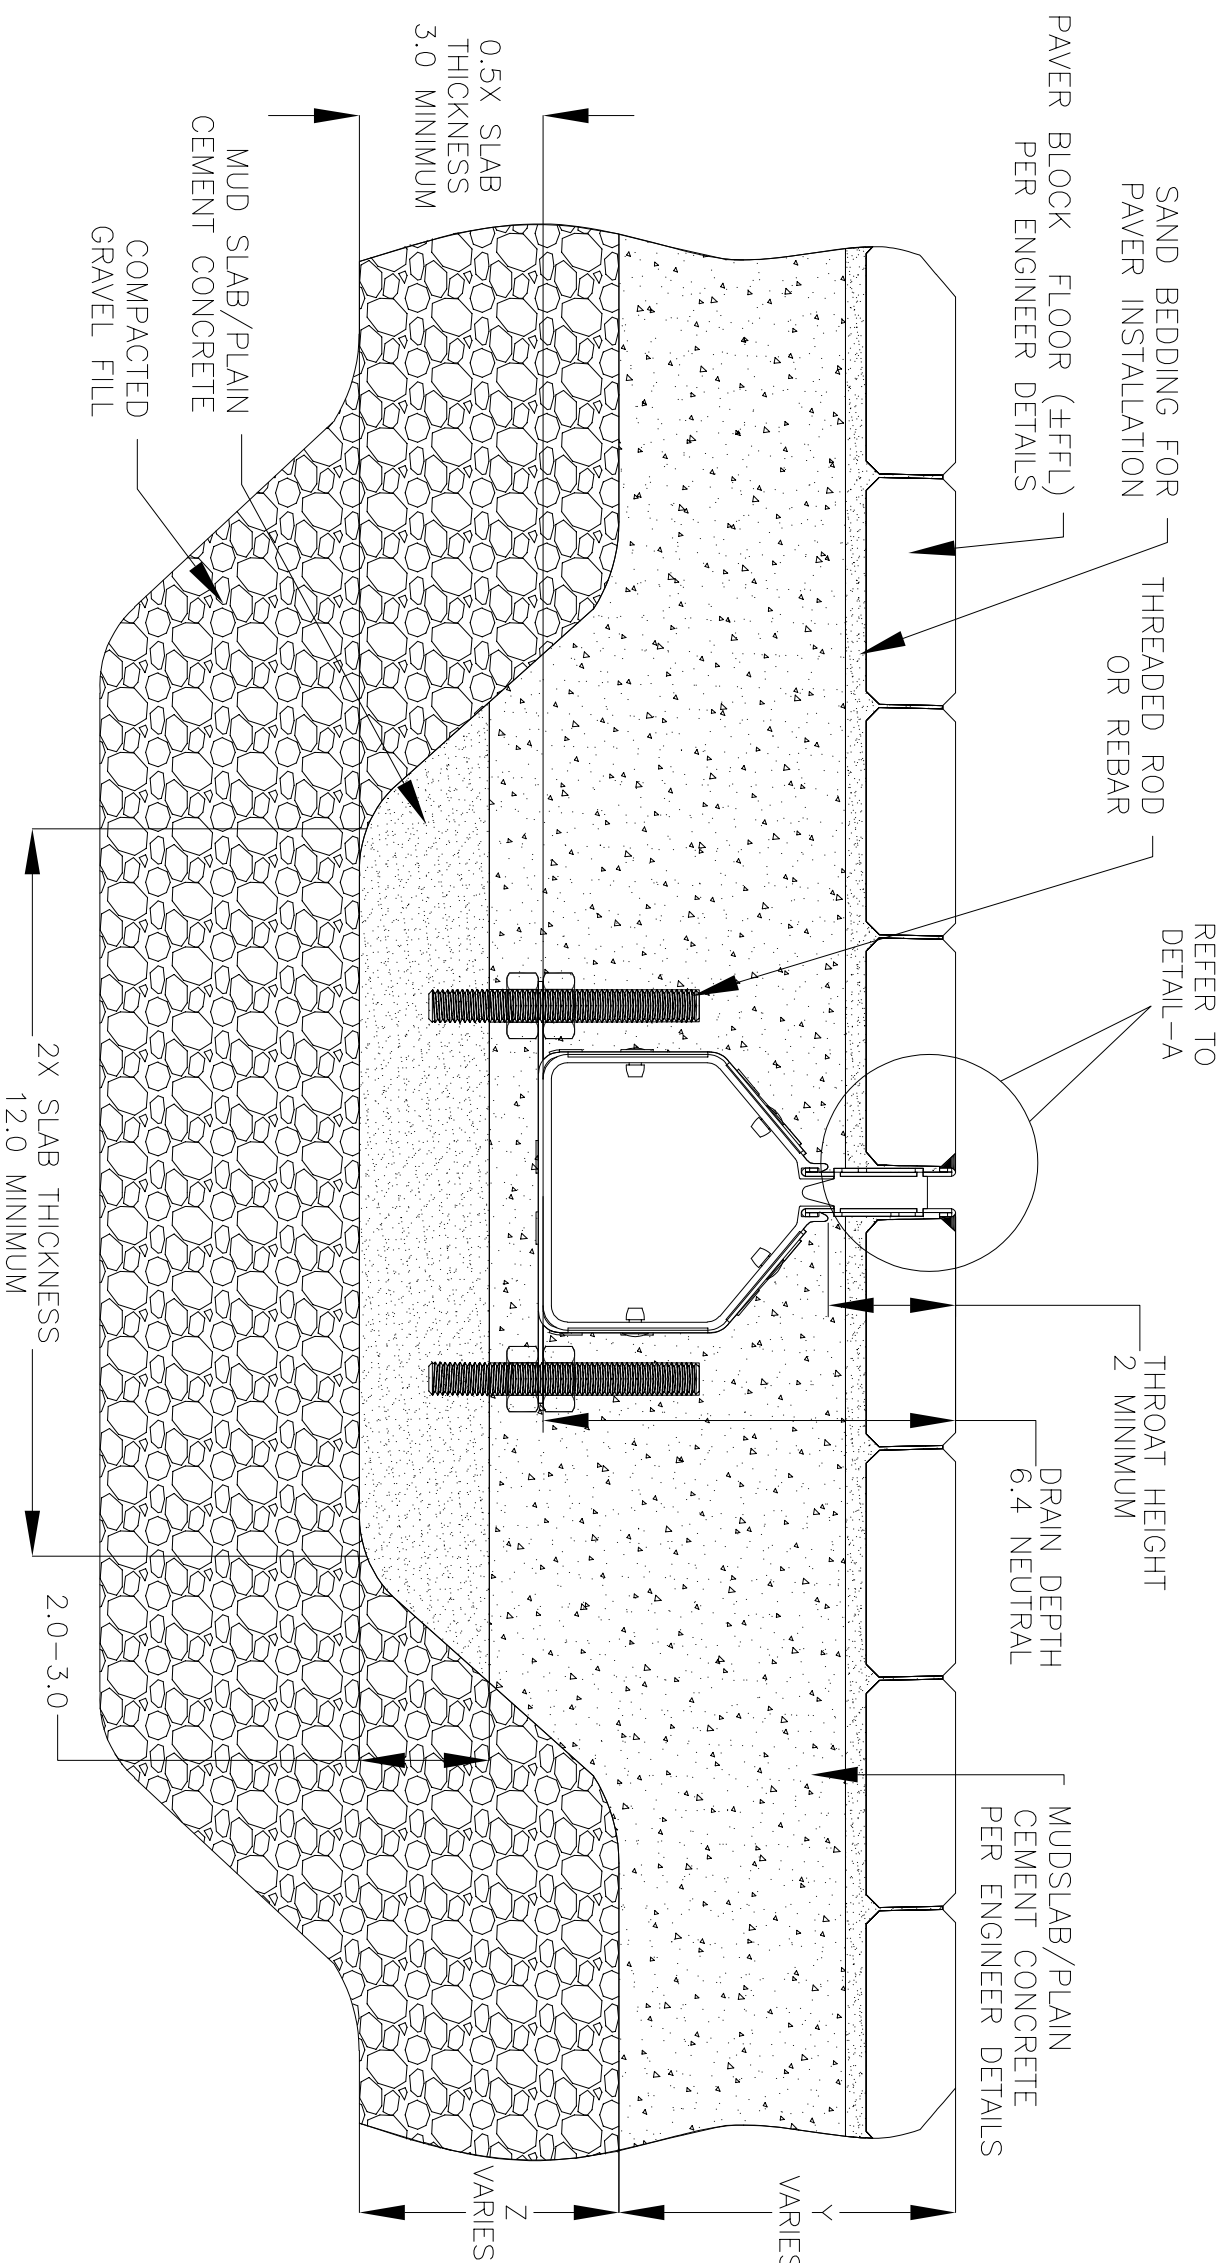 SAND BEDDING FOR
PAVER INSTALLATION
PAVER BLOCK FLOOR (±FFL)
PER ENGINEER DETAILS
THREADED ROD
OR REBAR
REFER TO
DETAIL-A
THROAT HEIGHT
2 MINIMUM
DRAIN DEPTH
6.4 NEUTRAL
MUDSLAB/PLAIN
CEMENT CONCRETE
PER ENGINEER DETAILS
0.5X SLAB
THICKNESS
3.0 MINIMUM
MUD SLAB/PLAIN
CEMENT CONCRETE
COMPACTED
GRAVEL FILL
2X SLAB THICKNESS
12.0 MINIMUM
2.0-3.0
Y
VARIES
Z
VARIES